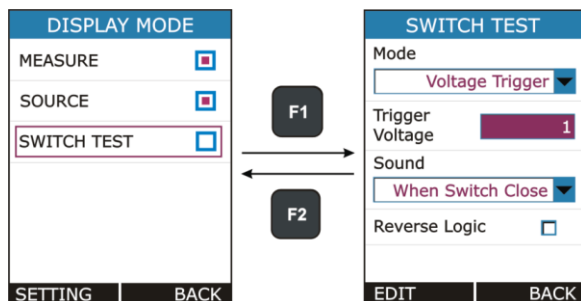 DISPLAY MODE
MEASURE
SOURCE
SWITCH TEST
SETTING BACK
F1
F2
SWITCH TEST
Mode
Voltage Trigger
Trigger
Voltage
1
Sound
When Switch Close
Reverse Logic
EDIT BACK